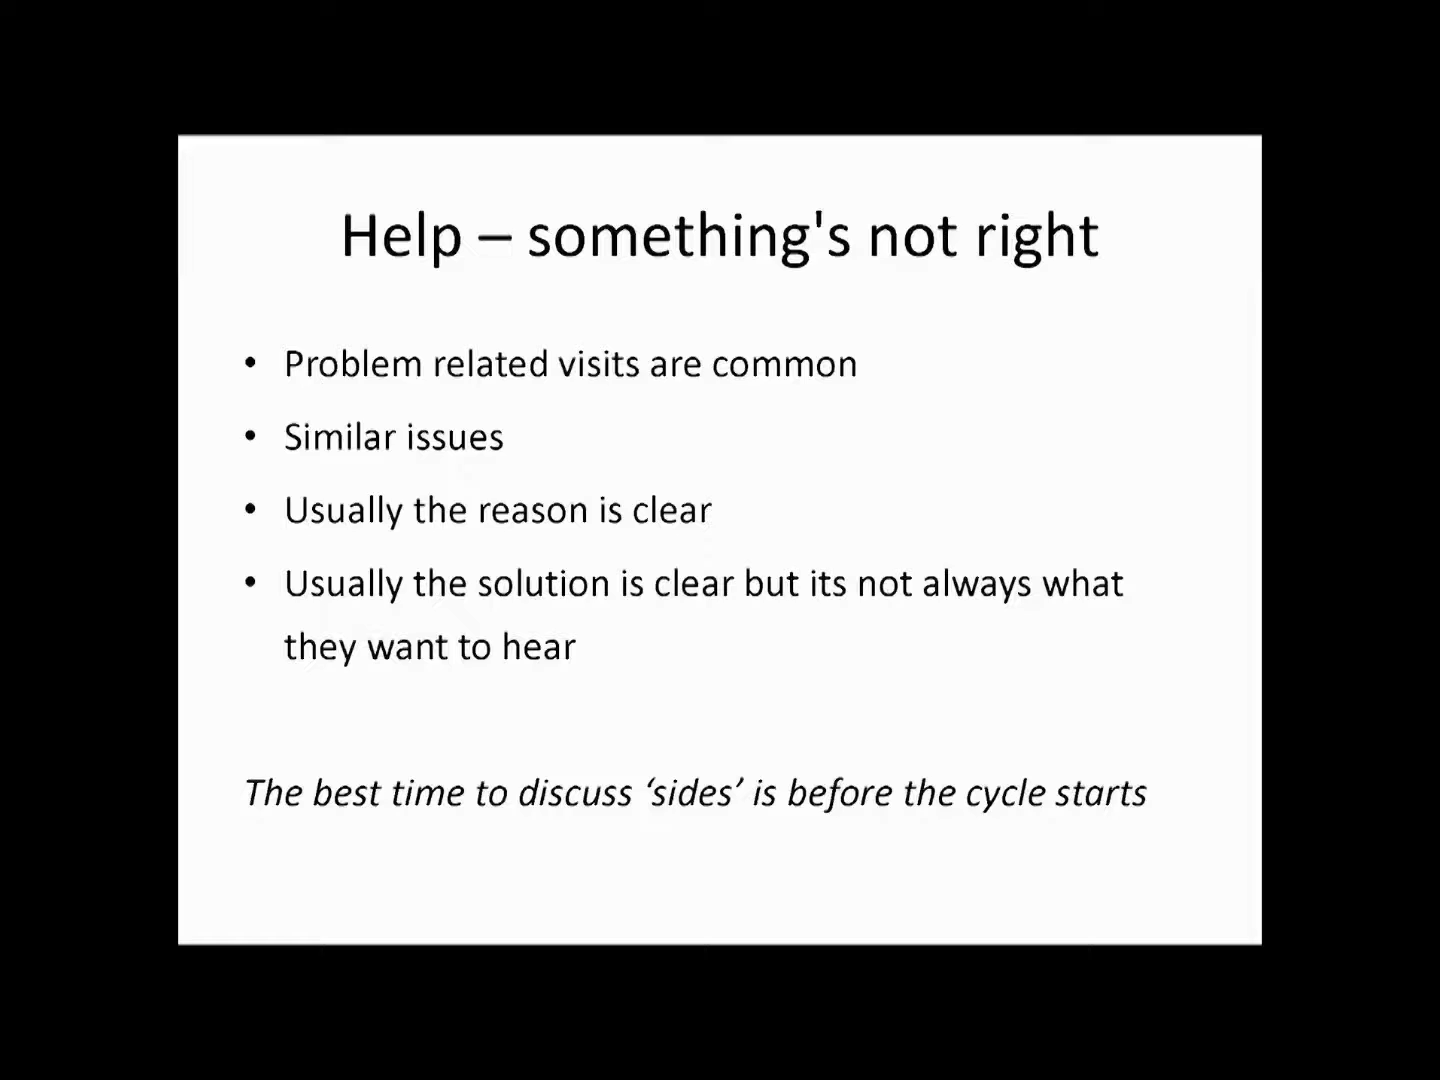 Help – something's not right
• Problem related visits are common
• Similar issues
• Usually the reason is clear
• Usually the solution is clear but its not always what
they want to hear
The best time to discuss ‘sides’ is before the cycle starts